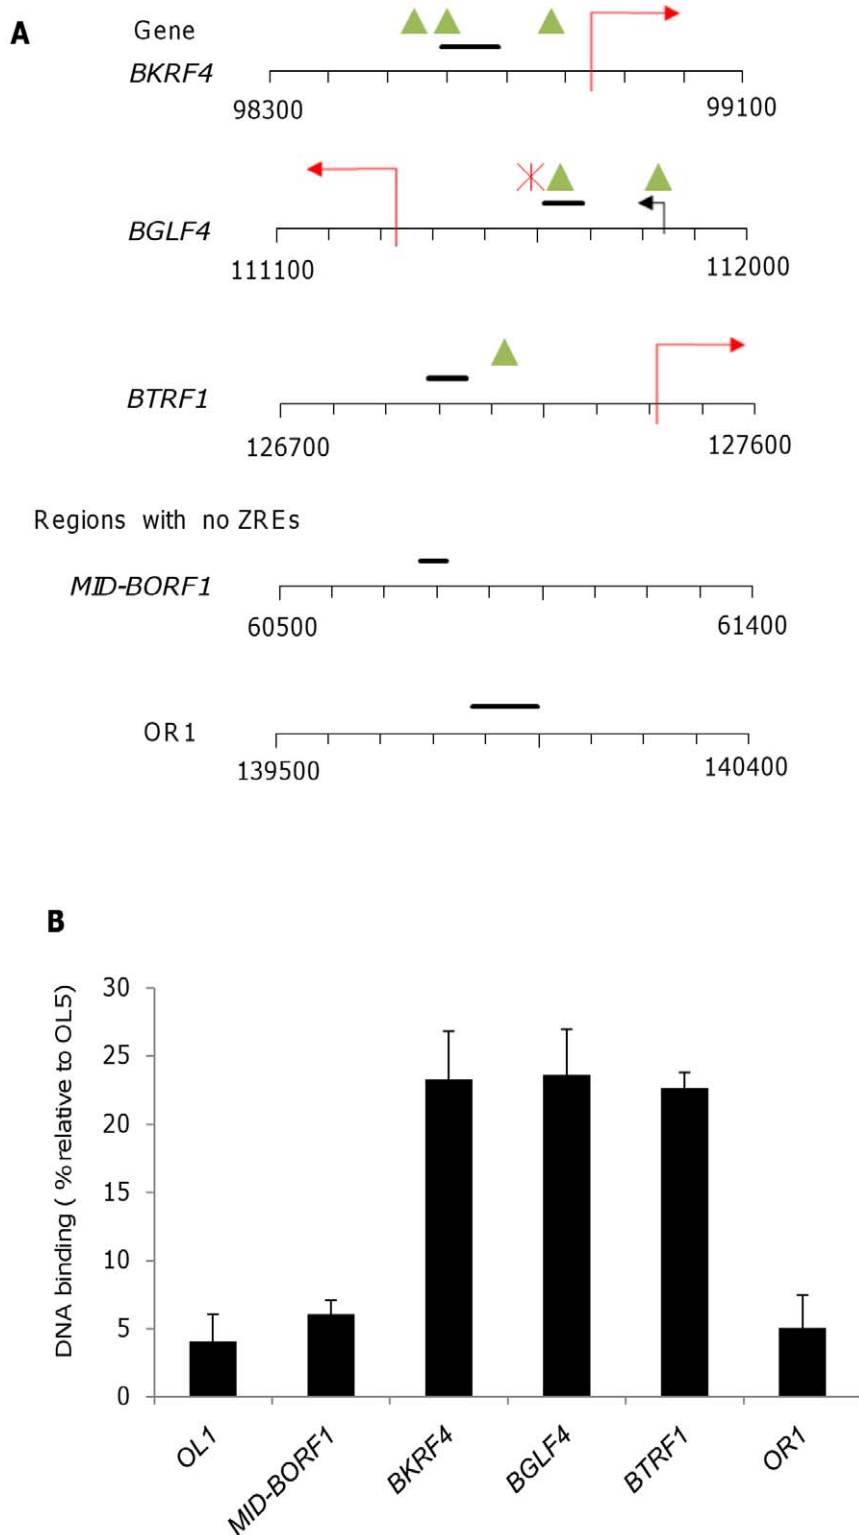 A
Gene
BKRF4
98300 99100
BGLF4
111100 112000
BTRF1
126700 127600
Regions with no ZREs
MID-BORF1
60500 61400
OR1
139500 140400
B
DNA binding ( % relative to OL5)
30
25
20
15
10
5
0
OL1 MID-BORF1 BKRF4 BGLF4 BTRF1 OR1